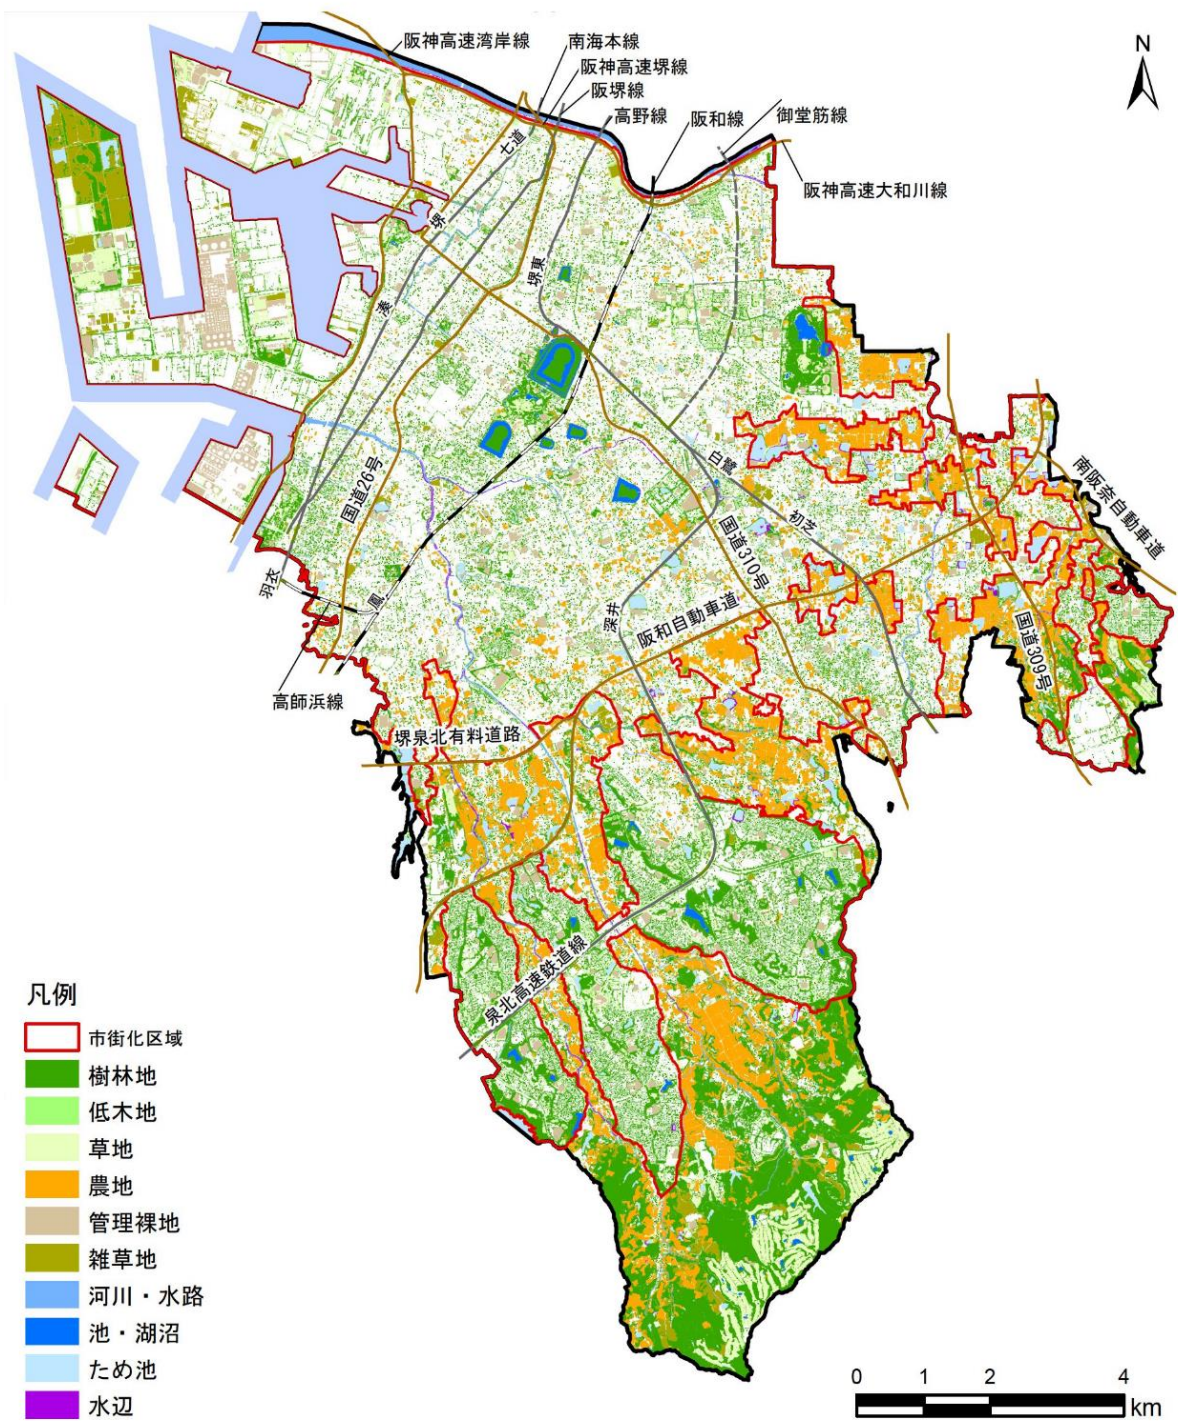 阪神高速湾岸線
南海本線
阪神高速堺線
阪堺線
高野線
阪和線
御堂筋線
阪神高速大和川線
N
七道
堺
堺東
湊
白鷺
初芝
国道26号
国道310号
南阪奈自動車道
羽衣
鳳
深井
阪和自動車道
国道309号
高師浜線
堺泉北有料道路
泉北高速鉄道線
凡例
市街化区域
樹林地
低木地
草地
農地
管理裸地
雑草地
河川・水路
池・湖沼
ため池
水辺
0 1 2 4
km